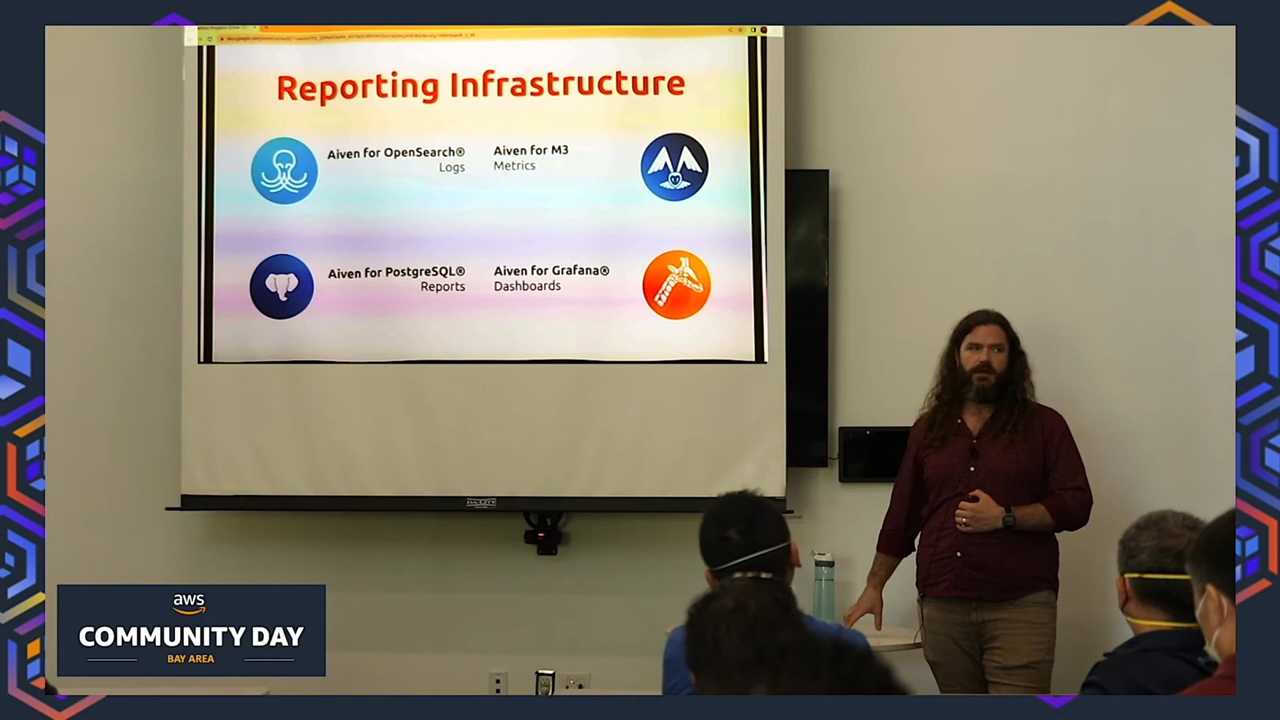 Reporting Infrastructure
Aiven for OpenSearch®
Logs
Aiven for M3
Metrics
Aiven for PostgreSQL®
Reports
Aiven for Grafana®
Dashboards
aws
COMMUNITY DAY
BAY AREA